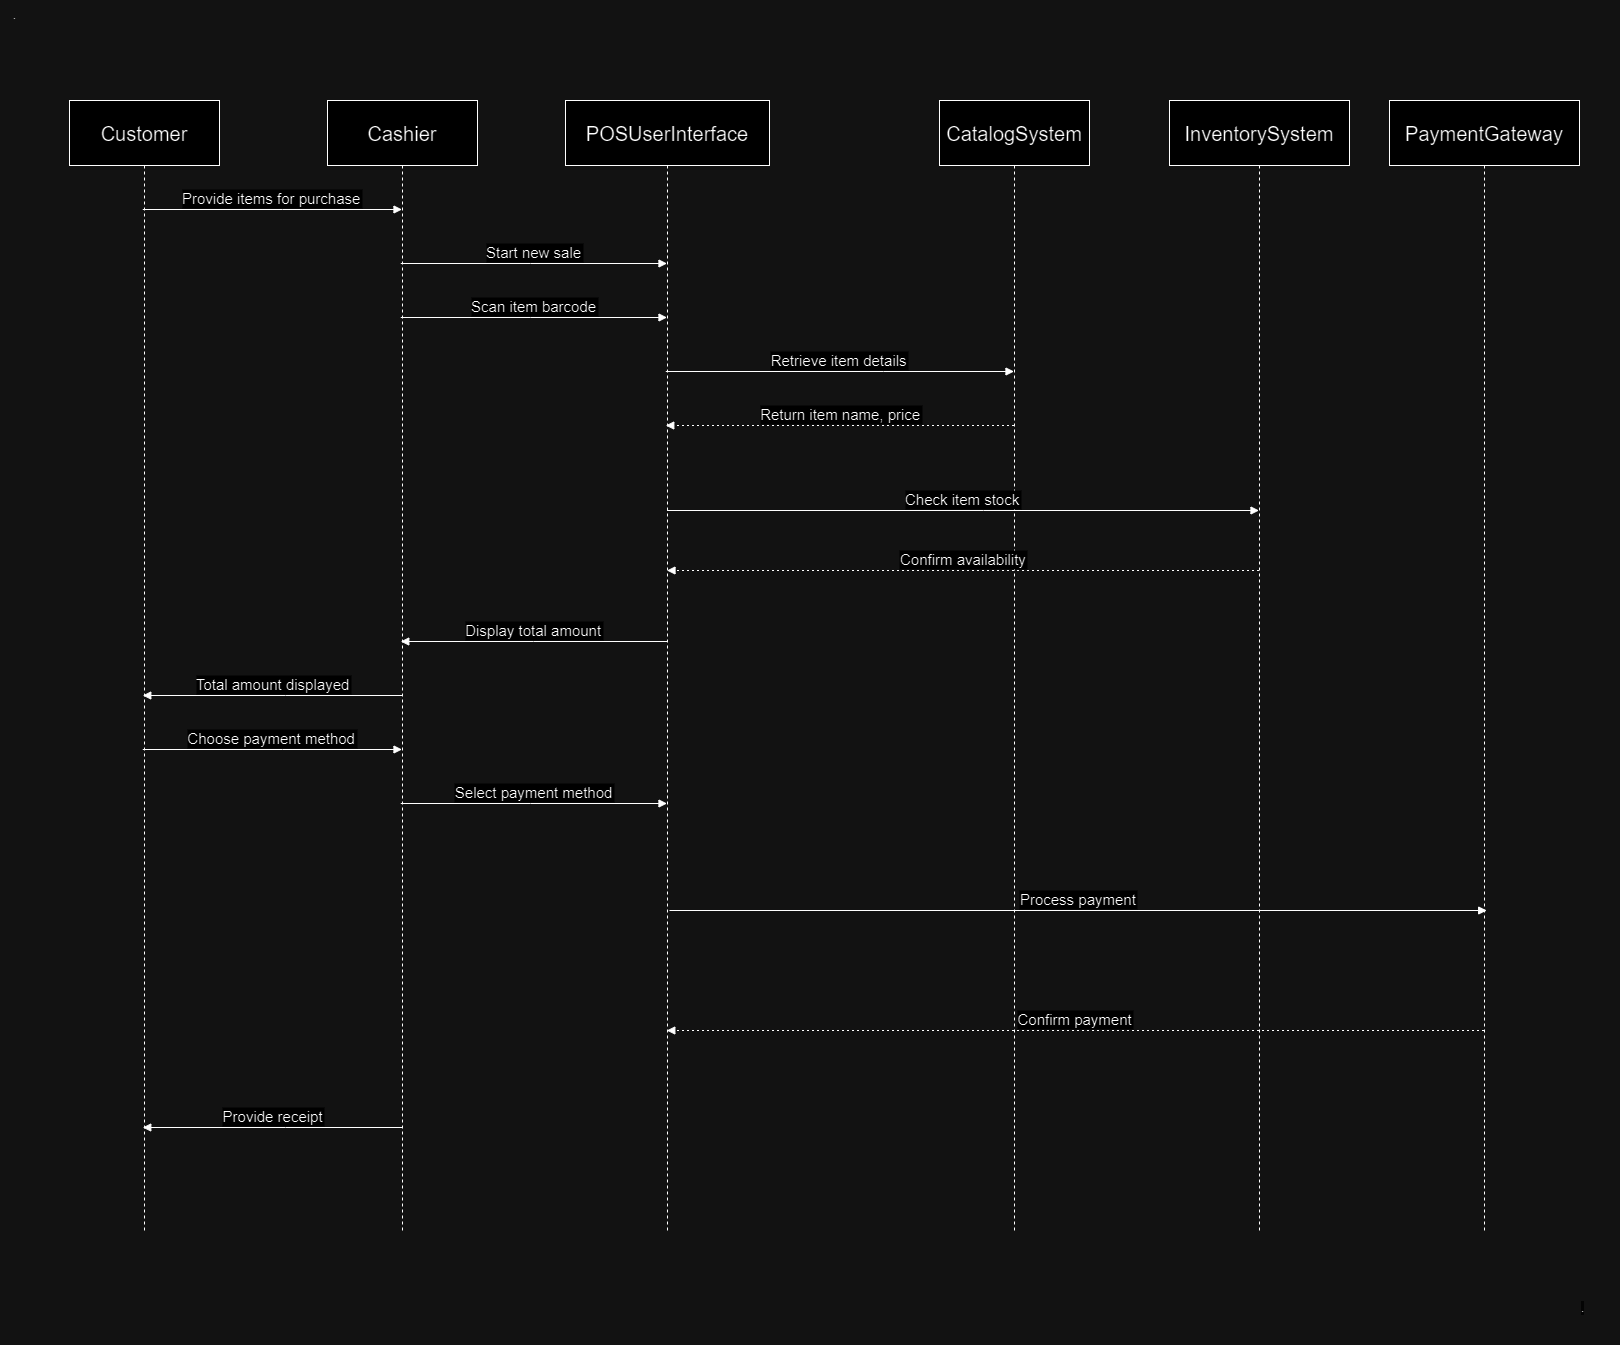 Customer
Cashier
POSUserInterface
CatalogSystem
InventorySystem
PaymentGateway
Provide items for purchase
Start new sale
Scan item barcode
Retrieve item details
Return item name, price
Check item stock
Confirm availability
Display total amount
Total amount displayed
Choose payment method
Select payment method
Process payment
Confirm payment
Provide receipt